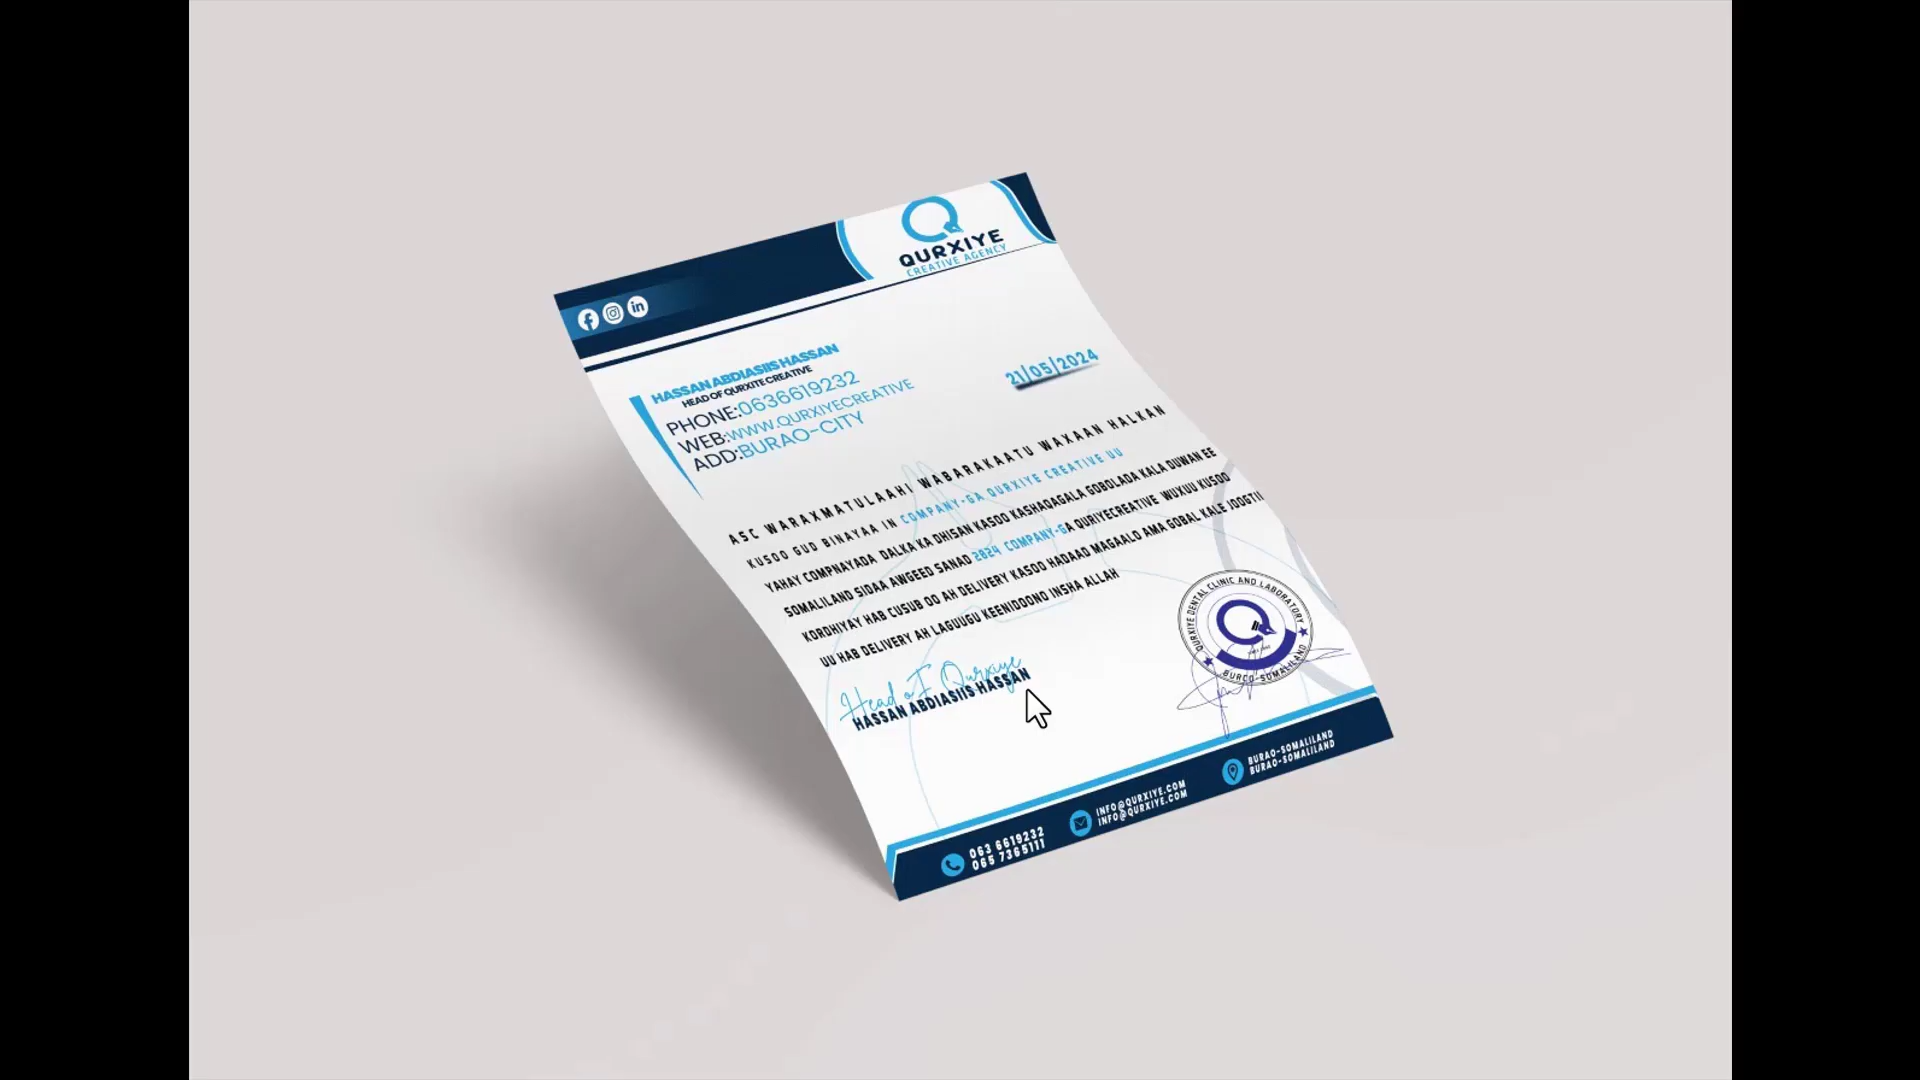 QURXIYE
CREATIVE AGENCY
HASSAN ABDIASIIS HASSAN
HEAD OF QURXITE CREATIVE
PHONE:0636619232
WEB:WWW.QURXIYECREATIVE
ADD:BURAO-CITY
21/05/2024
ASC WARAXMATULAAHI WABARAKAATU WAXAAN HALKAN
KUSOO GUD BINAYAA IN COMPANY-GA QURXIYE CREATIVE UU
YAHAY COMPNAYADA DALKA KA DHISAN KASOO KASHAQAGALA GOBOLADA KALA DUWAN EE
SOMALILAND SIDAA AWGEED SANAD 2824 COMPANY-GA QURIYECREATIVE WUXUU KUSOO
KORDHIYAY HAB CUSUB OO AH DELIVERY KASOO HADAAD MAGAALO AMA GOBAL KALE JOOGTII
UU HAB DELIVERY AH LAGUUGU KEENIDOONO INSHA ALLAH
Head oF Qurxiye
HASSAN ABDIASIIS HASSAN
QURXIYE DENTAL CLINIC AND LABORATORY
BURCO-SOMALILAND
063 6619232
065 7365111
INFO@QURXIYE.COM
INFO@QURXIYE.COM
BURAO-SOMALILAND
BURAO-SOMALILAND